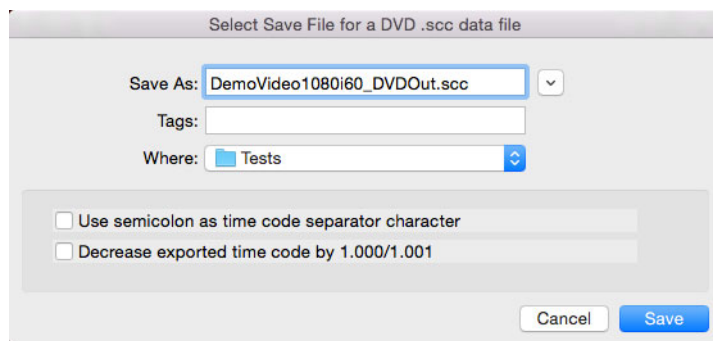 Select Save File for a DVD .scc data file
Save As: DemoVideo1080i60_DVDOut.scc
Tags:
Where: Tests
Use semicolon as time code separator character
Decrease exported time code by 1.000/1.001
Cancel Save